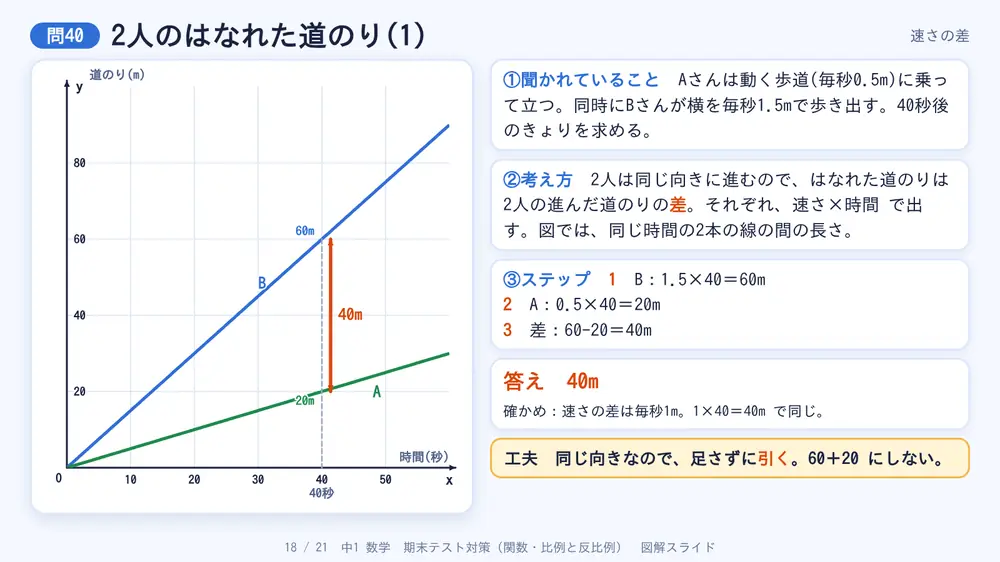 問40 2人のはなれた道のり(1)
速さの差
道のり(m)
y
80
60
40
20
0
10
20
30
40秒
50
x
時間(秒)
60m
B
40m
20m
A
①聞かれていること Aさんは動く歩道(毎秒0.5m)に乗っ
て立つ。同時にBさんが横を毎秒1.5mで歩き出す。40秒後
のきょりを求める。
②考え方 2人は同じ向きに進むので、はなれた道のりは
2人の進んだ道のりの差。それぞれ、速さ×時間 で出
す。図では、同じ時間の2本の線の間の長さ。
③ステップ 1 B:1.5×40=60m
2 A:0.5×40=20m
3 差:60-20=40m
答え 40m
確かめ:速さの差は毎秒1m。1×40=40m で同じ。
工夫 同じ向きなので、足さずに引く。60+20 にしない。
18 / 21 中1 数学 期末テスト対策(関数・比例と反比例) 図解スライド